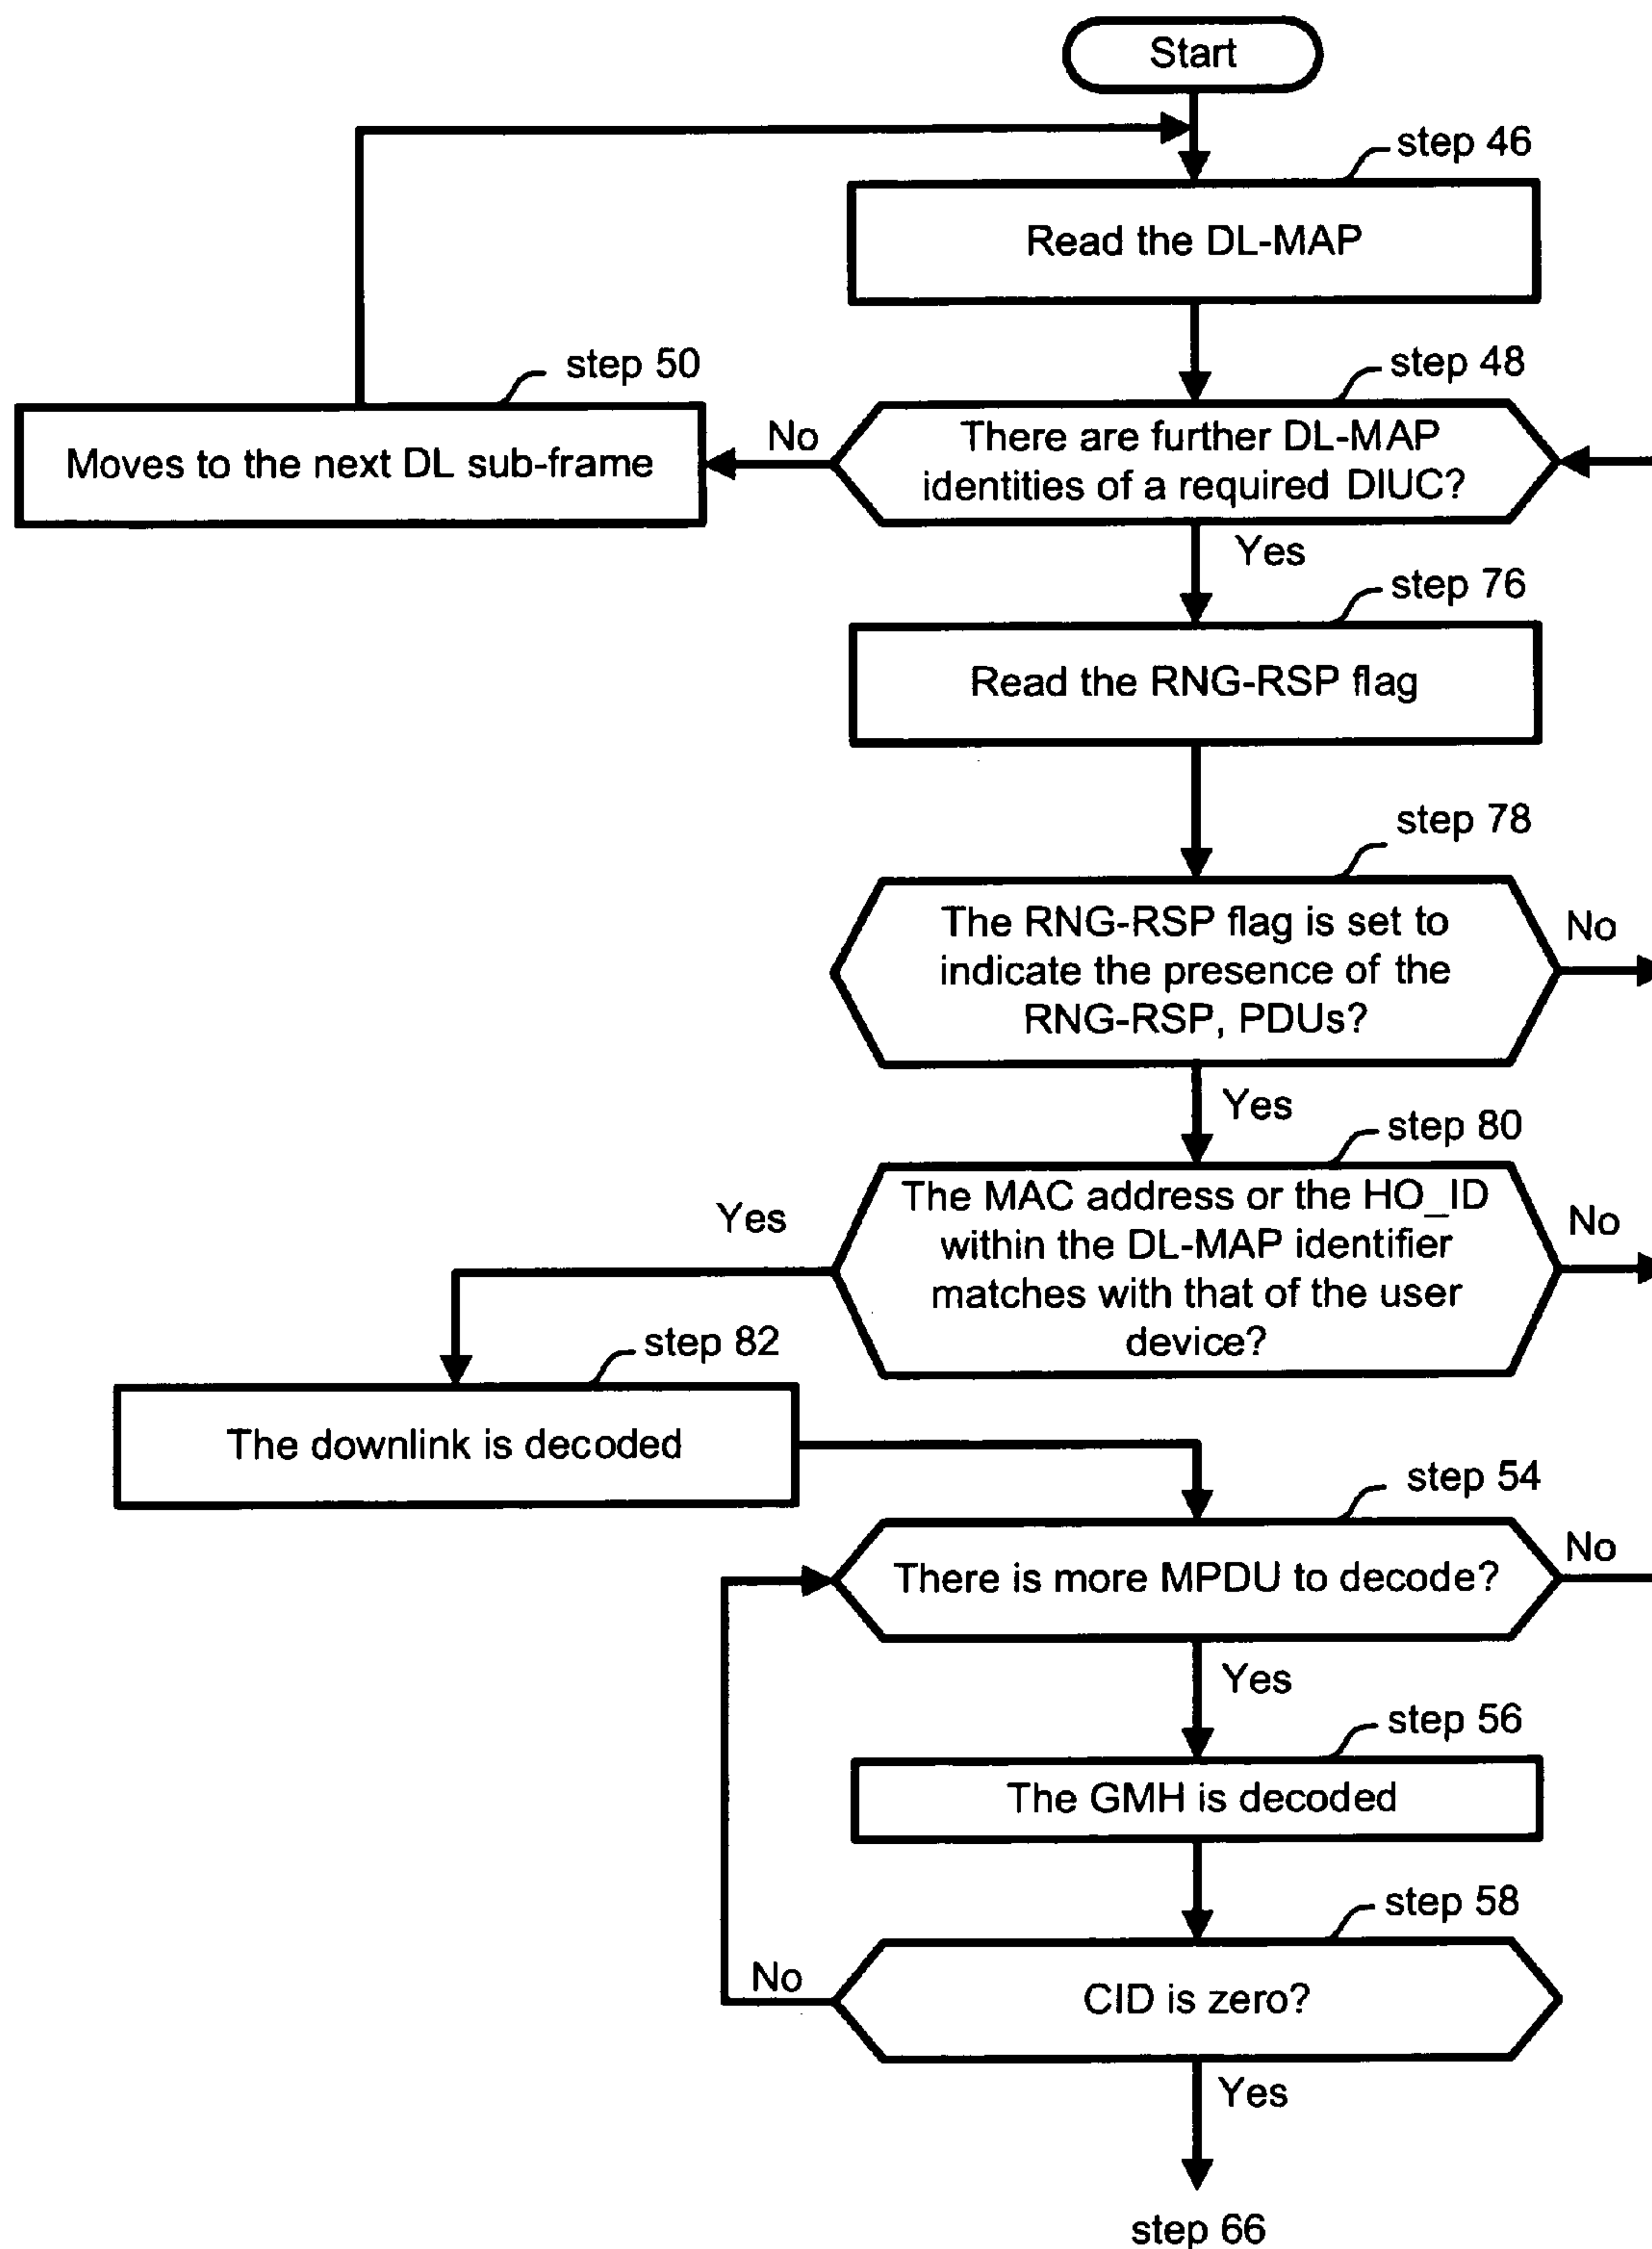 Start
step 46
Read the DL-MAP
step 50
step 48
Moves to the next DL sub-frame
No
There are further DL-MAP
identities of a required DIUC?
Yes
step 76
Read the RNG-RSP flag
step 78
The RNG-RSP flag is set to
indicate the presence of the
RNG-RSP, PDUs?
No
Yes
step 80
The MAC address or the HO_ID
within the DL-MAP identifier
matches with that of the user
device?
Yes
No
step 82
The downlink is decoded
step 54
There is more MPDU to decode?
No
Yes
step 56
The GMH is decoded
step 58
CID is zero?
No
Yes
step 66